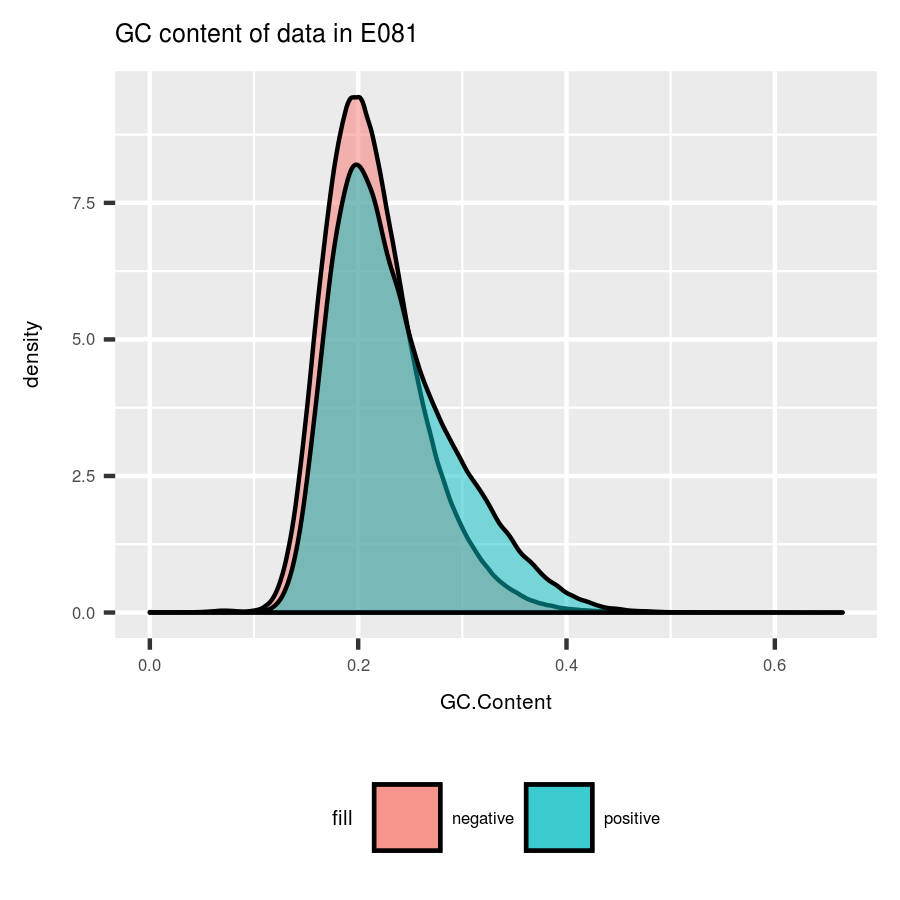 GC content of data in E081
density
7.5
5.0
2.5
0.0
0.0 0.2 0.4 0.6
GC.Content
fill negative positive